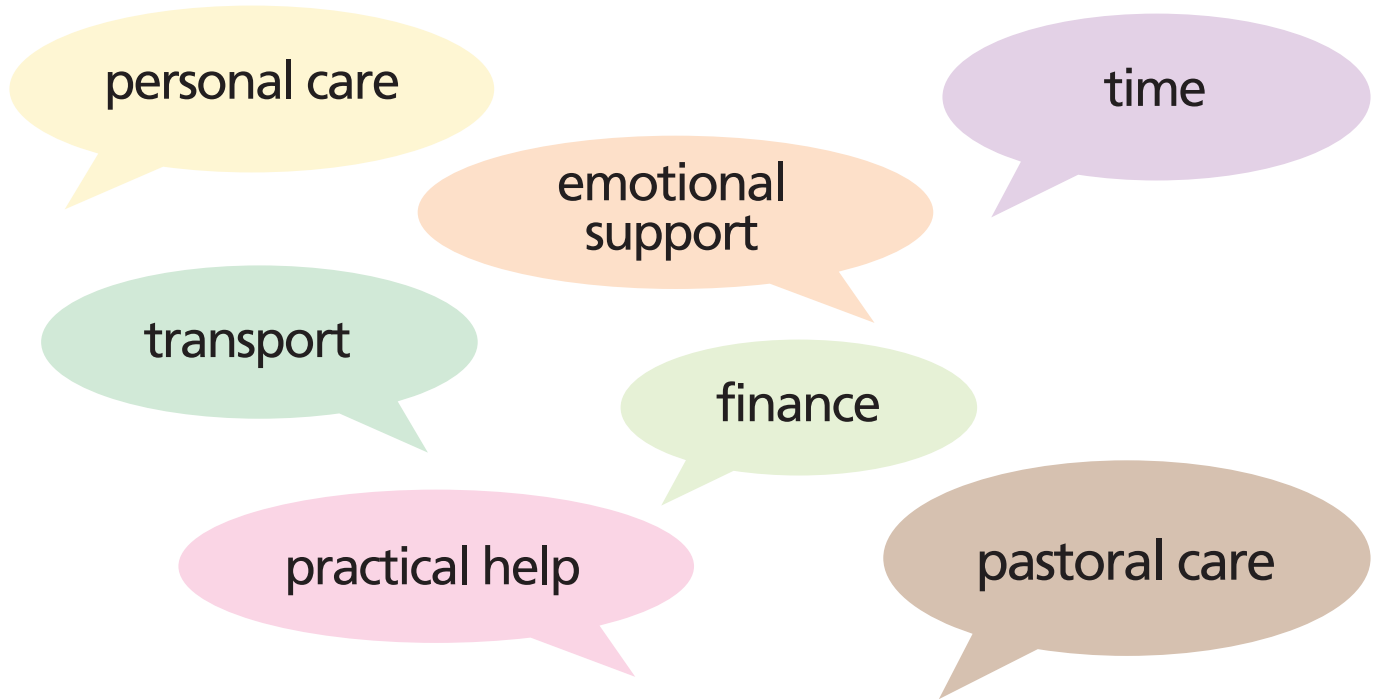 personal care
time
emotional
support
transport
finance
practical help
pastoral care